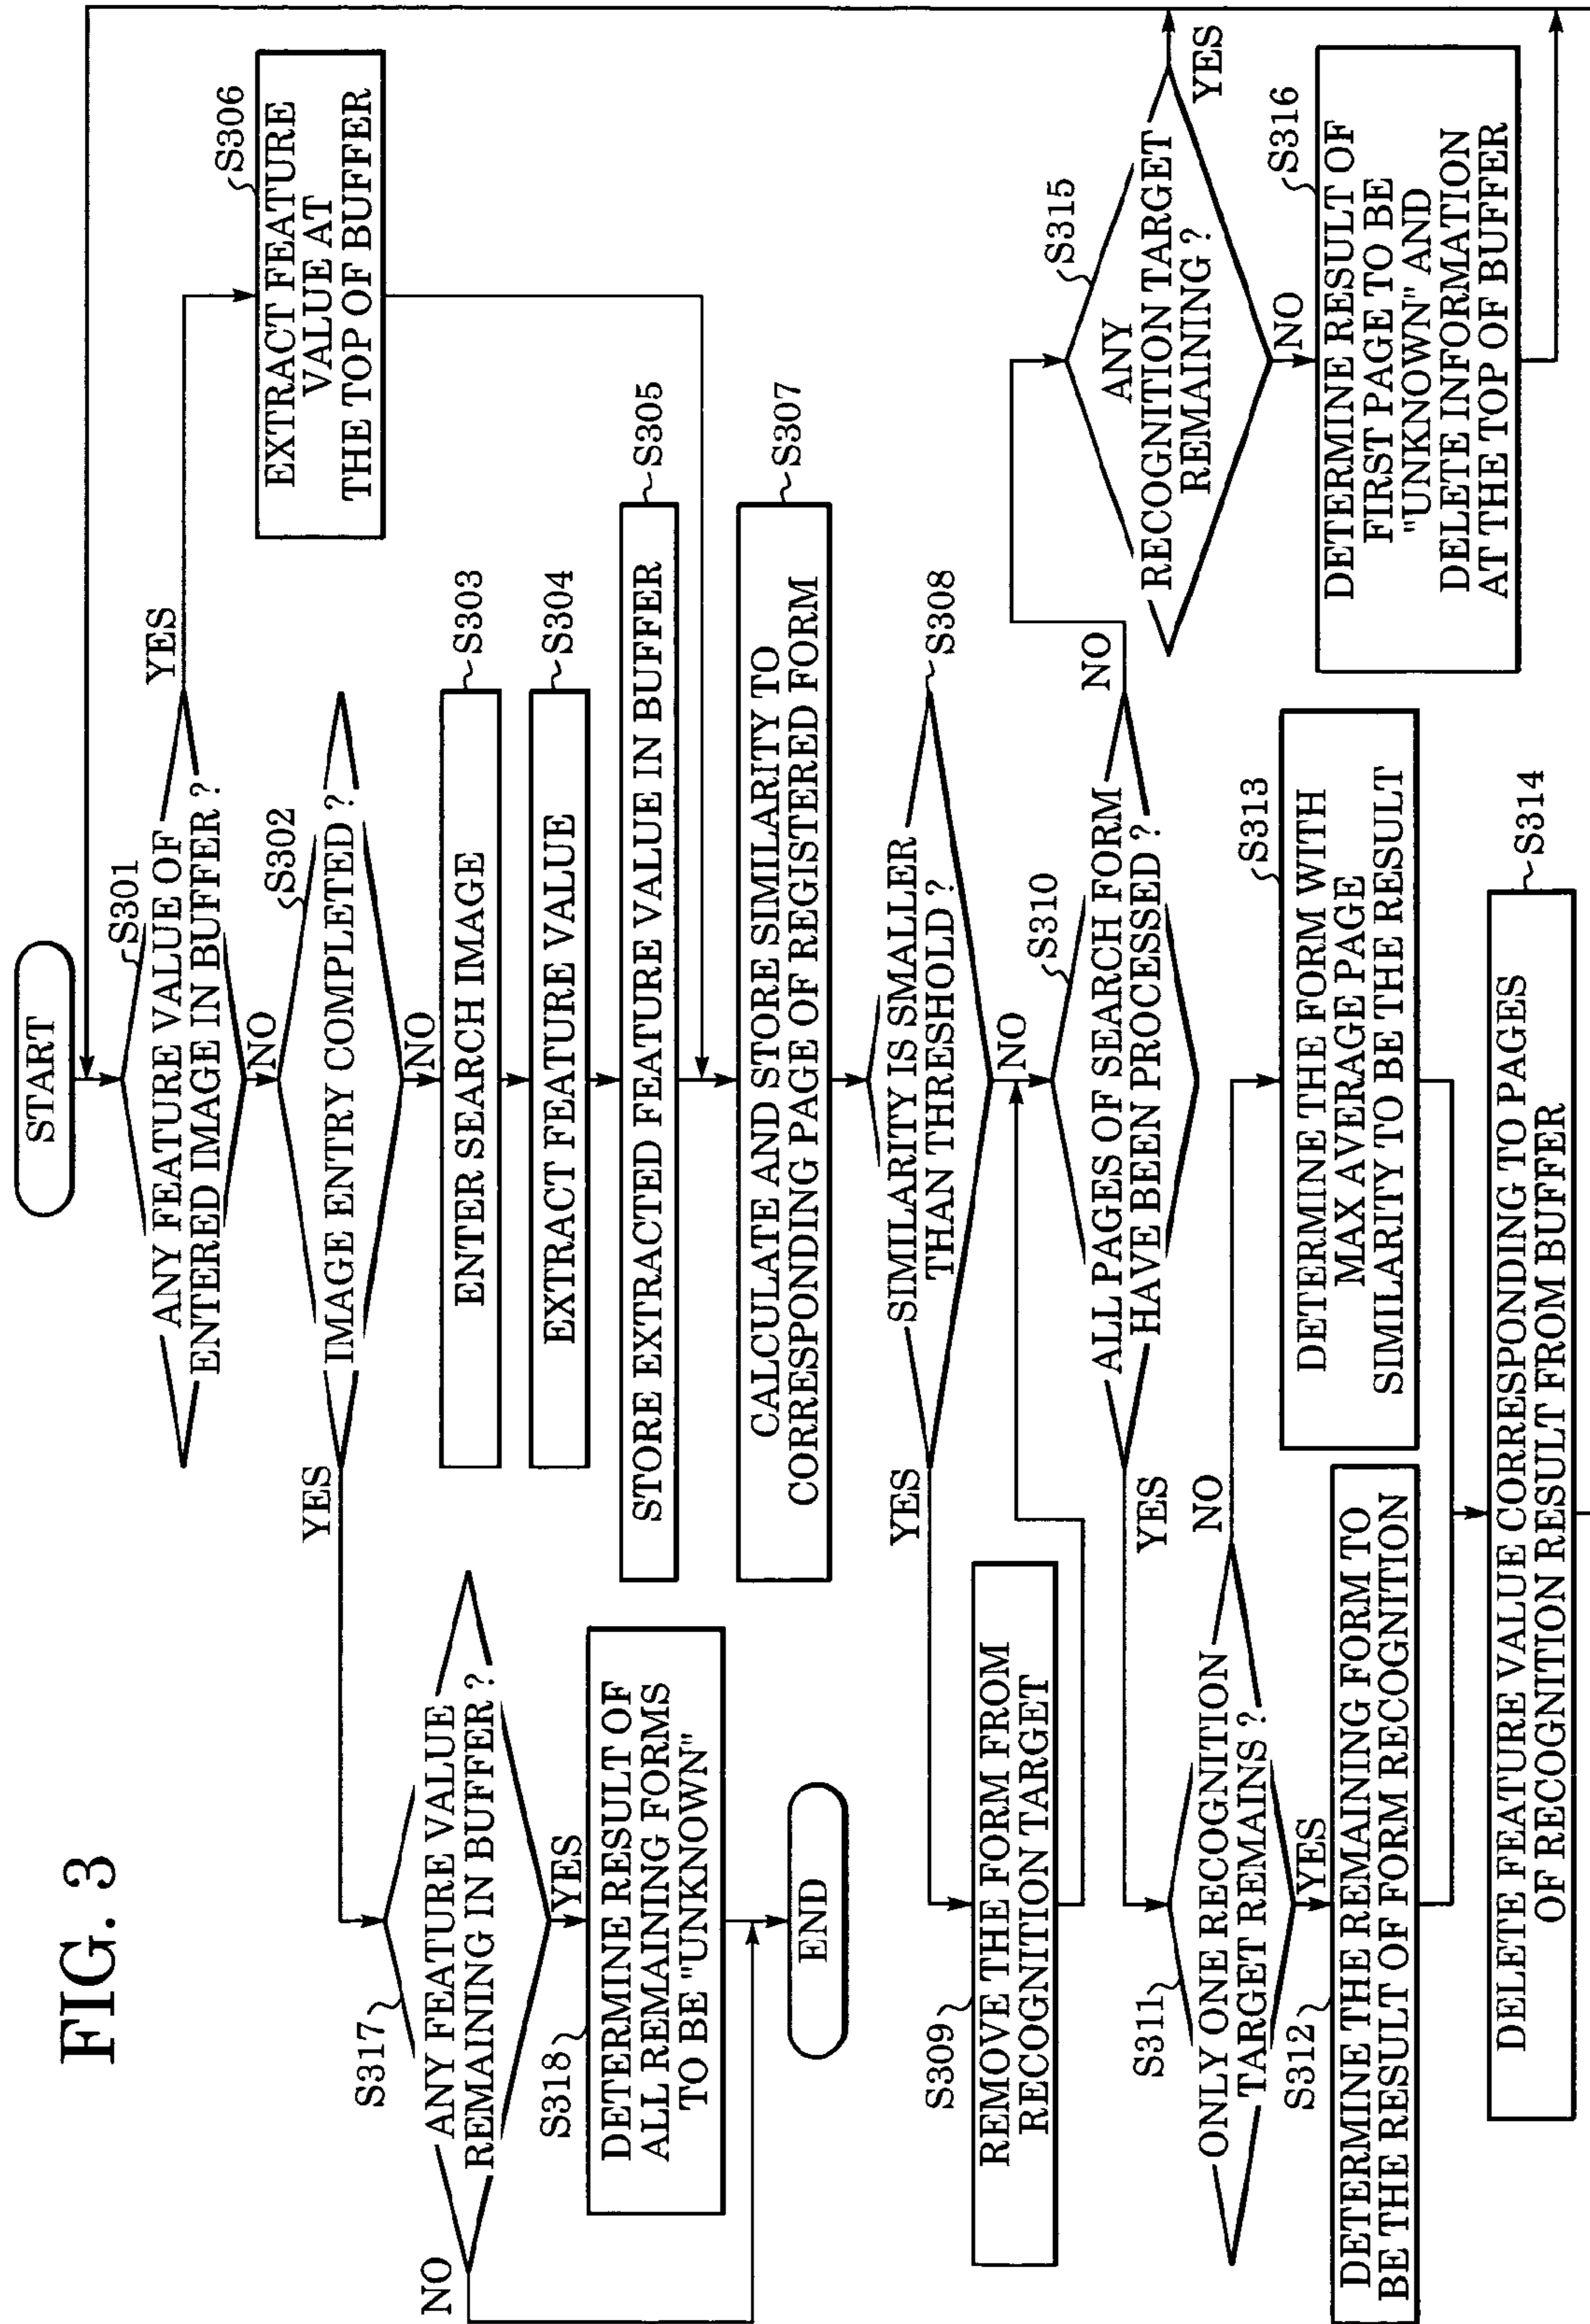 FIG. 3
START
S301
ANY FEATURE VALUE OF
ENTERED IMAGE IN BUFFER ?
YES
NO
S302
IMAGE ENTRY COMPLETED ?
YES
NO
S303
ENTER SEARCH IMAGE
S304
EXTRACT FEATURE VALUE
S305
STORE EXTRACTED FEATURE VALUE IN BUFFER
S306
EXTRACT FEATURE
VALUE AT
THE TOP OF BUFFER
S317
ANY FEATURE VALUE
REMAINING IN BUFFER ?
NO
YES
S318
DETERMINE RESULT OF
ALL REMAINING FORMS
TO BE "UNKNOWN"
END
S307
CALCULATE AND STORE SIMILARITY TO
CORRESPONDING PAGE OF REGISTERED FORM
S308
SIMILARITY IS SMALLER
THAN THRESHOLD ?
YES
NO
S309
REMOVE THE FORM FROM
RECOGNITION TARGET
S310
ALL PAGES OF SEARCH FORM
HAVE BEEN PROCESSED ?
YES
NO
S311
ONLY ONE RECOGNITION
TARGET REMAINS ?
NO
YES
S312
DETERMINE THE REMAINING FORM TO
BE THE RESULT OF FORM RECOGNITION
S313
DETERMINE THE FORM WITH
MAX AVERAGE PAGE
SIMILARITY TO BE THE RESULT
S314
DELETE FEATURE VALUE CORRESPONDING TO PAGES
OF RECOGNITION RESULT FROM BUFFER
S315
ANY
RECOGNITION TARGET
REMAINING ?
YES
NO
S316
DETERMINE RESULT OF
FIRST PAGE TO BE
"UNKNOWN" AND
DELETE INFORMATION
AT THE TOP OF BUFFER